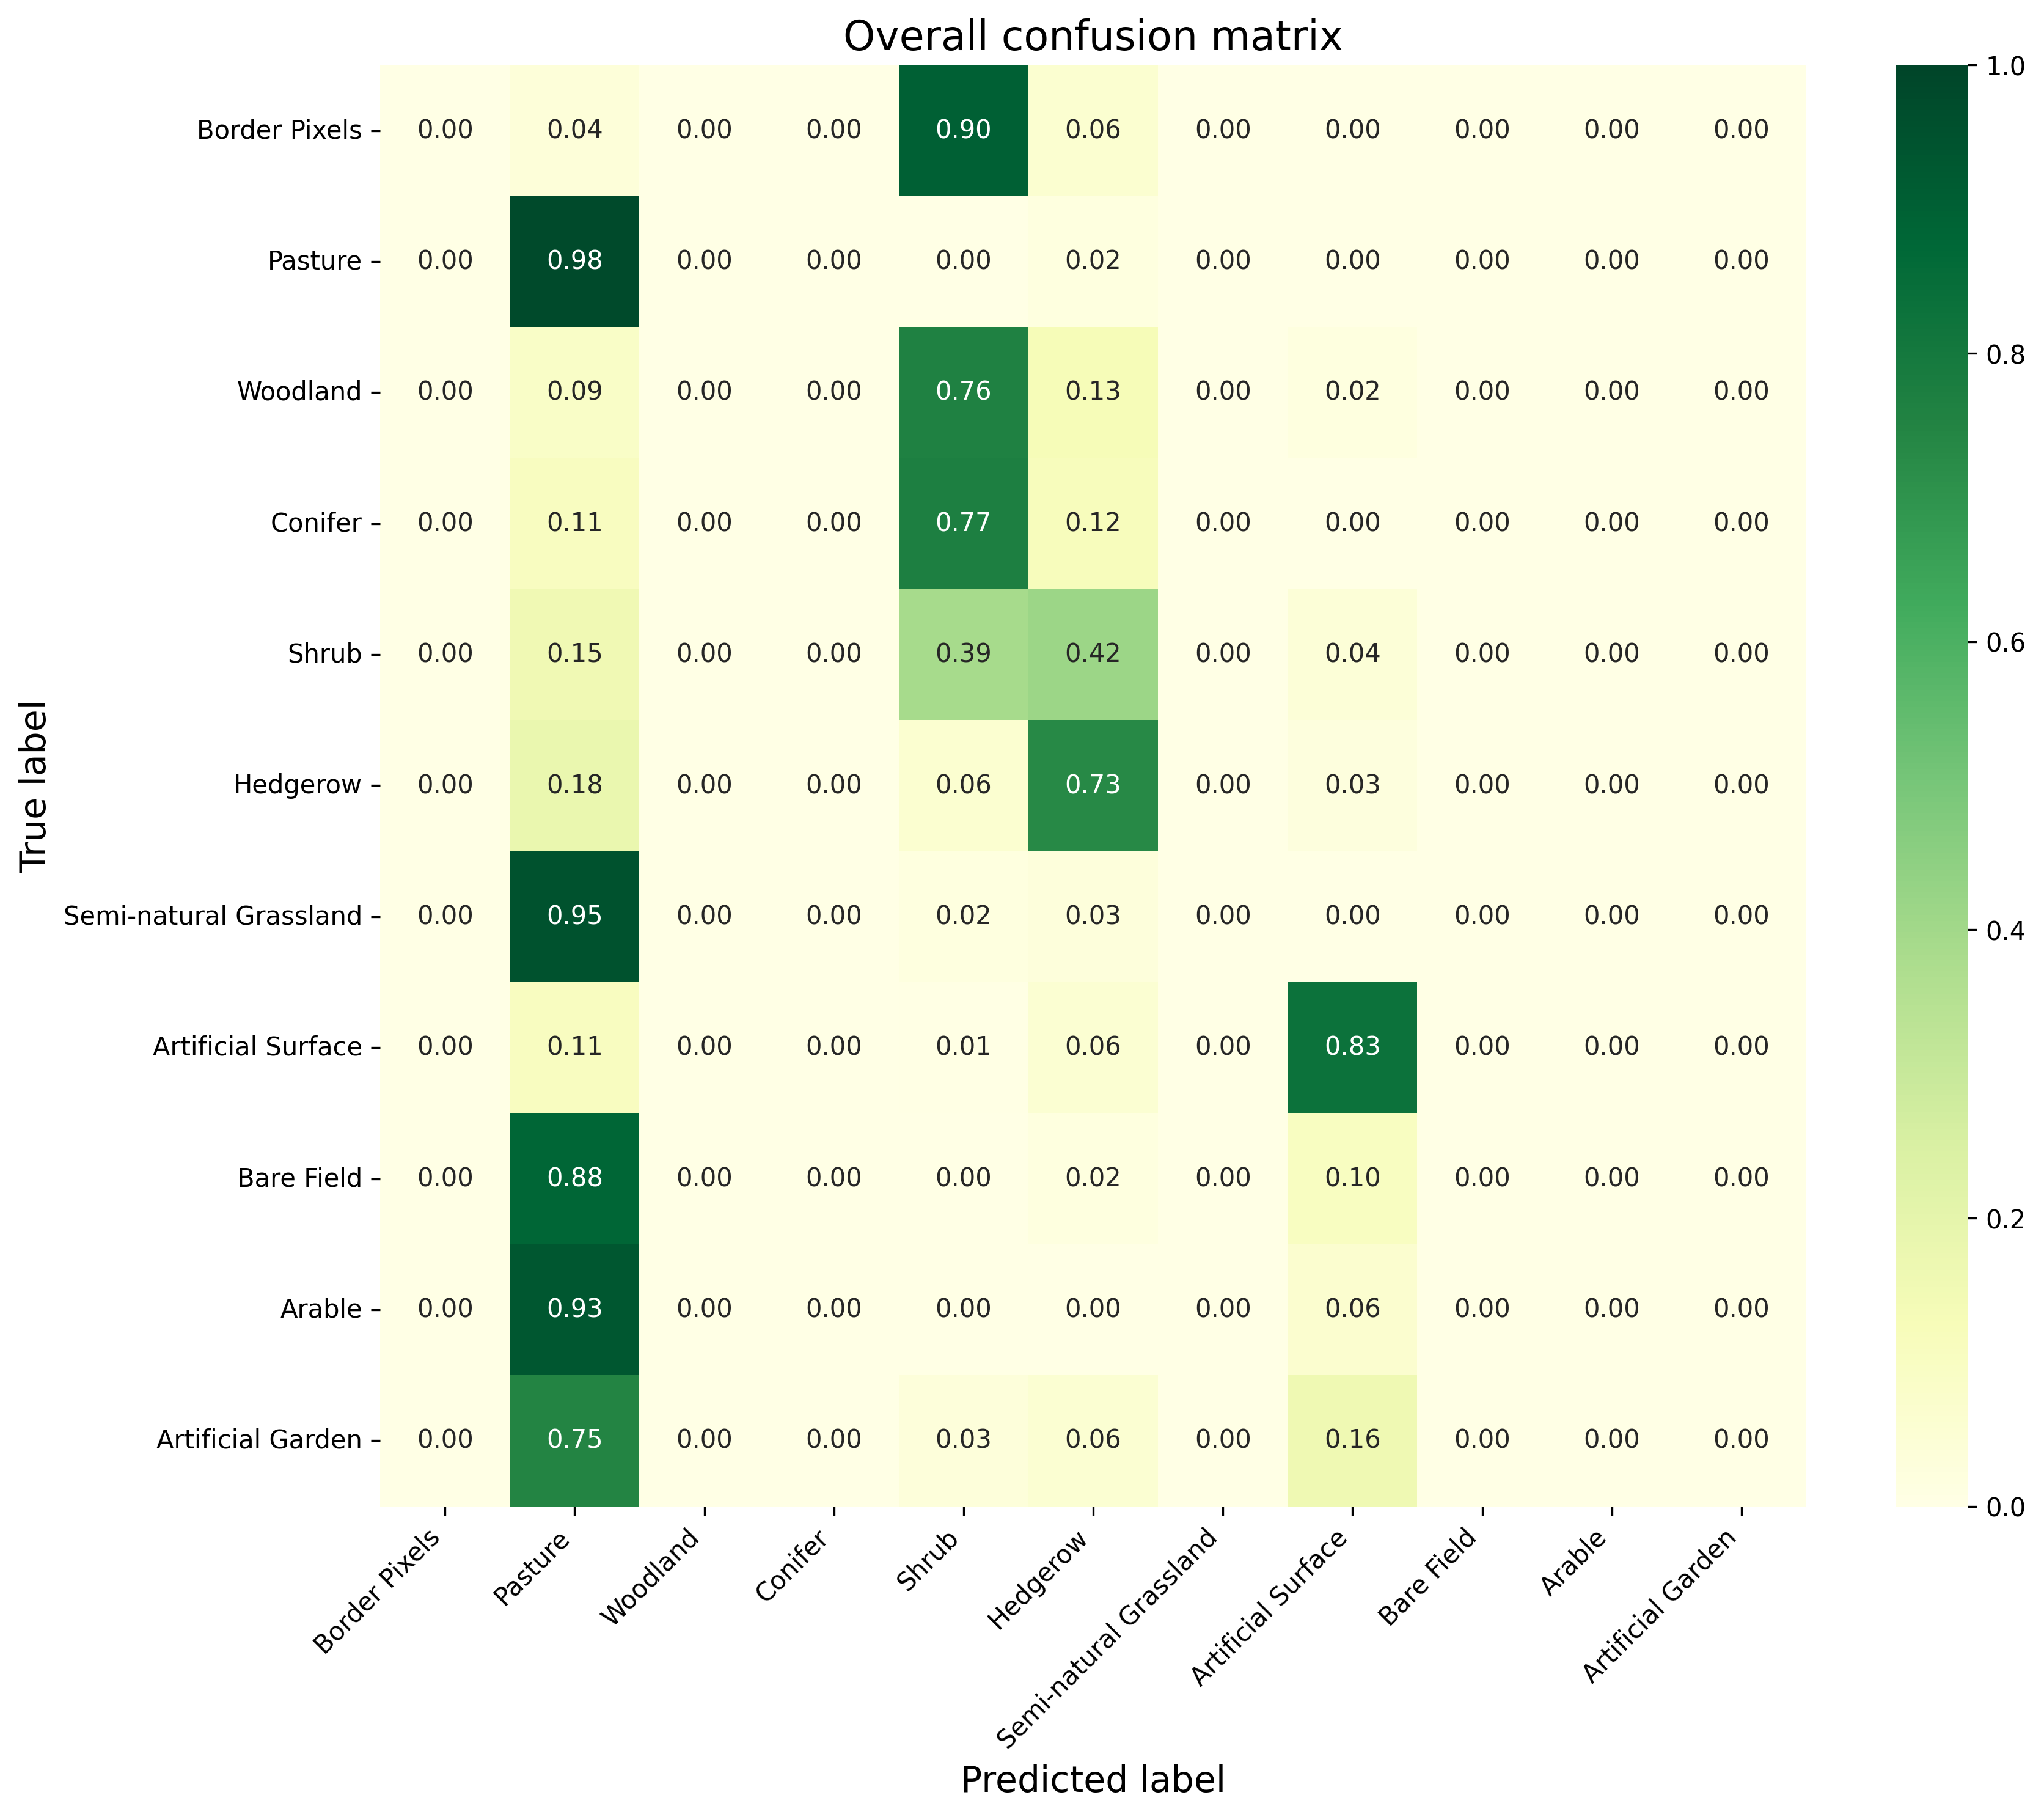 Overall confusion matrix
Border Pixels 0.00 0.04 0.00 0.00 0.90 0.06 0.00 0.00 0.00 0.00 0.00
Pasture 0.00 0.98 0.00 0.00 0.00 0.02 0.00 0.00 0.00 0.00 0.00
Woodland 0.00 0.09 0.00 0.00 0.76 0.13 0.00 0.02 0.00 0.00 0.00
Conifer 0.00 0.11 0.00 0.00 0.77 0.12 0.00 0.00 0.00 0.00 0.00
Shrub 0.00 0.15 0.00 0.00 0.39 0.42 0.00 0.04 0.00 0.00 0.00
Hedgerow 0.00 0.18 0.00 0.00 0.06 0.73 0.00 0.03 0.00 0.00 0.00
Semi-natural Grassland 0.00 0.95 0.00 0.00 0.02 0.03 0.00 0.00 0.00 0.00 0.00
Artificial Surface 0.00 0.11 0.00 0.00 0.01 0.06 0.00 0.83 0.00 0.00 0.00
Bare Field 0.00 0.88 0.00 0.00 0.00 0.02 0.00 0.10 0.00 0.00 0.00
Arable 0.00 0.93 0.00 0.00 0.00 0.00 0.00 0.06 0.00 0.00 0.00
Artificial Garden 0.00 0.75 0.00 0.00 0.03 0.06 0.00 0.16 0.00 0.00 0.00
True label
Border Pixels
Pasture
Woodland
Conifer
Shrub
Hedgerow
Semi-natural Grassland
Artificial Surface
Bare Field
Arable
Artificial Garden
Predicted label
1.0
0.8
0.6
0.4
0.2
0.0